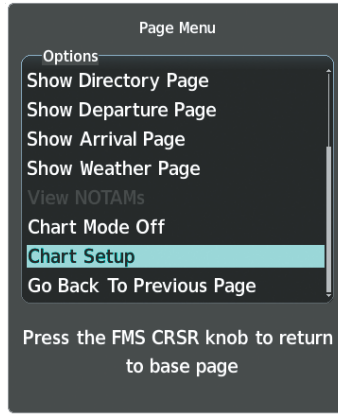 Page Menu
Options
Show Directory Page
Show Departure Page
Show Arrival Page
Show Weather Page
View NOTAMs
Chart Mode Off
Chart Setup
Go Back To Previous Page
Press the FMS CRSR knob to return
to base page